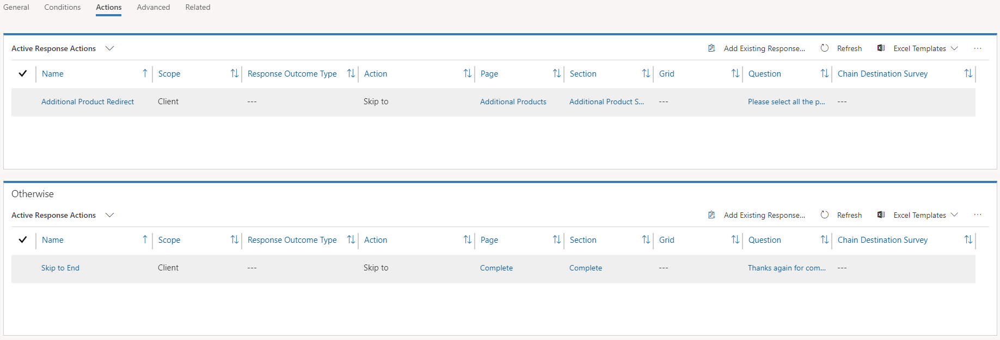 General Conditions Actions Advanced Related
Active Response Actions Add Existing Response... Refresh Excel Templates ...
Name Scope Response Outcome Type Action Page Section Grid Question Chain Destination Survey
Additional Product Redirect Client --- Skip to Additional Products Additional Product S... --- Please select all the p... ---
Otherwise
Active Response Actions Add Existing Response... Refresh Excel Templates ...
Name Scope Response Outcome Type Action Page Section Grid Question Chain Destination Survey
Skip to End Client --- Skip to Complete Complete --- Thanks again for com... ---